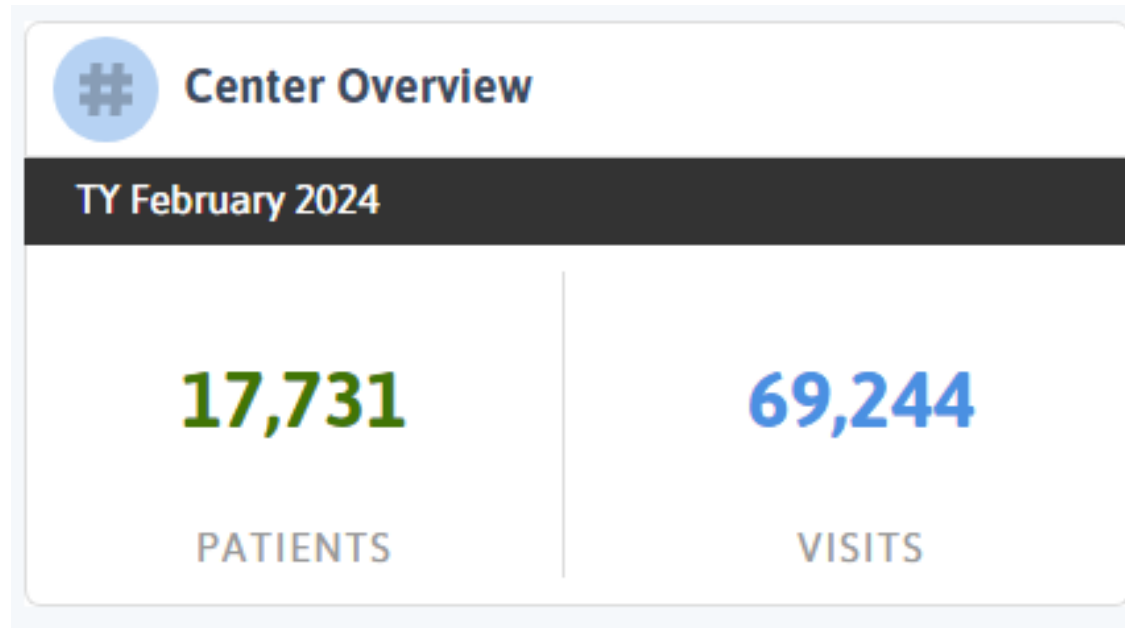 # Center Overview
TY February 2024
17,731 69,244
PATIENTS VISITS